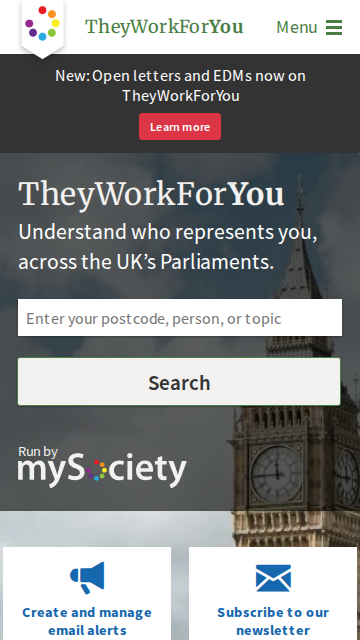 TheyWorkForYou
Menu
New: Open letters and EDMs now on
TheyWorkForYou
Learn more
TheyWorkForYou
Understand who represents you,
across the UK’s Parliaments.
Enter your postcode, person, or topic
Search
Run by
mySociety
Create and manage
email alerts
Subscribe to our
newsletter